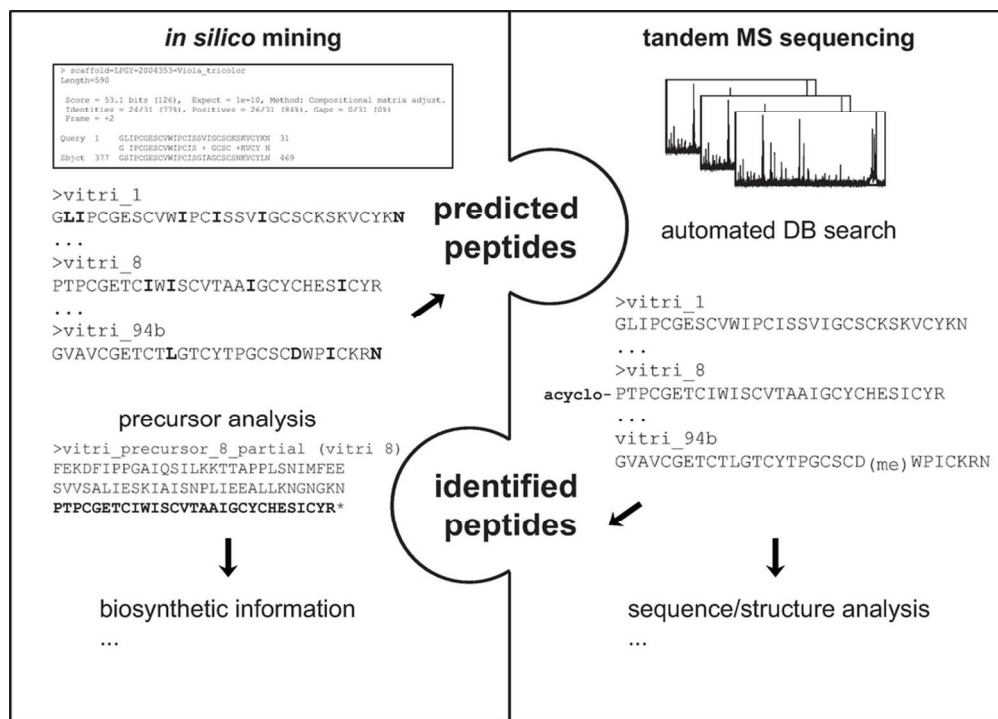 in silico mining
> scaffold-LPGY-2004353-Viola_tricolor
Length=590
Score = 53.1 bits (126), Expect = 1e-10, Method: Compositional matrix adjust.
Identities = 24/31 (77%), Positives = 26/31 (84%), Gaps = 0/31 (0%)
Frame = +2
Query 1 GLIPCGESCVWIPCISSVIGCSCKSKVCYKN 31
G IPCGESCVWIPCIS + GCSC +KVCY N
Sbjct 377 GSIPCGESCVWIPCISGIAGCSCSNKVCYLN 469
>vitri_1
GLIPCGESCVWIPCISSVIGCSCKSKVCYKN
...
>vitri_8
PTPCGETCIWISCVTAAIGCYCHESICYR
...
>vitri_94b
GVAVCGETCTLGTCYTPGCSCDWPICKRN
precursor analysis
>vitri_precursor_8_partial (vitri 8)
FEKDFIPPGAIQSILKKTTAPPLSNIMFEE
SVVSALIESKIAISNPLIEEALLKNGNGKN
PTPCGETCIWISCVTAAIGCYCHESICYR*
biosynthetic information
...
predicted
peptides
identified
peptides
tandem MS sequencing
automated DB search
>vitri_1
GLIPCGESCVWIPCISSVIGCSCKSKVCYKN
...
>vitri_8
acyclo-PTPCGETCIWISCVTAAIGCYCHESICYR
...
vitri_94b
GVAVCGETCTLGTCYTPGCSCD(me)WPICKRN
sequence/structure analysis
...